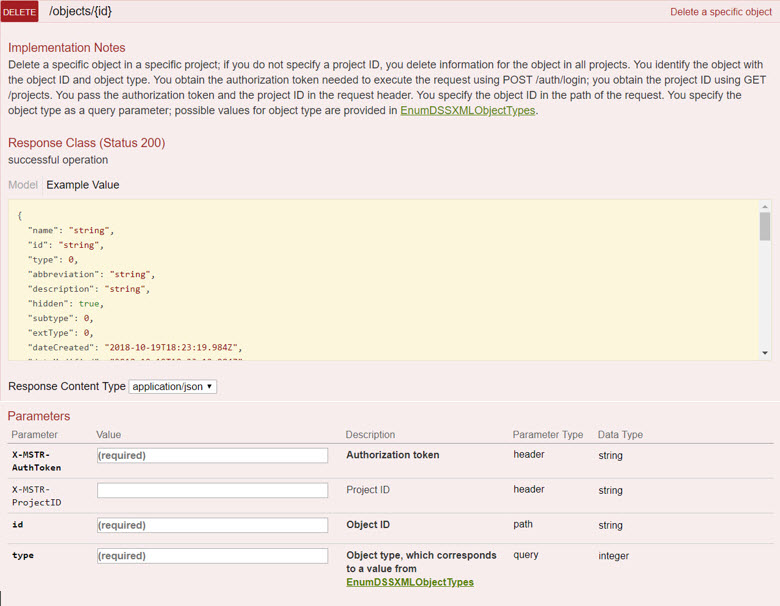 DELETE /objects/{id} Delete a specific object
Implementation Notes
Delete a specific object in a specific project; if you do not specify a project ID, you delete information for the object in all projects. You identify the object with
the object ID and object type. You obtain the authorization token needed to execute the request using POST /auth/login; you obtain the project ID using GET
/projects. You pass the authorization token and the project ID in the request header. You specify the object ID in the path of the request. You specify the
object type as a query parameter; possible values for object type are provided in EnumDSSXMLObjectTypes.
Response Class (Status 200)
successful operation
Model Example Value
{
"name": "string",
"id": "string",
"type": 0,
"abbreviation": "string",
"description": "string",
"hidden": true,
"subtype": 0,
"extType": 0,
"dateCreated": "2018-10-19T18:23:19.984Z",
Response Content Type application/json
Parameters
Parameter Value Description Parameter Type Data Type
X-MSTR- (required) Authorization token header string
AuthToken
X-MSTR- Project ID header string
ProjectID
id (required) Object ID path string
type (required) Object type, which corresponds query integer
to a value from
EnumDSSXMLObjectTypes